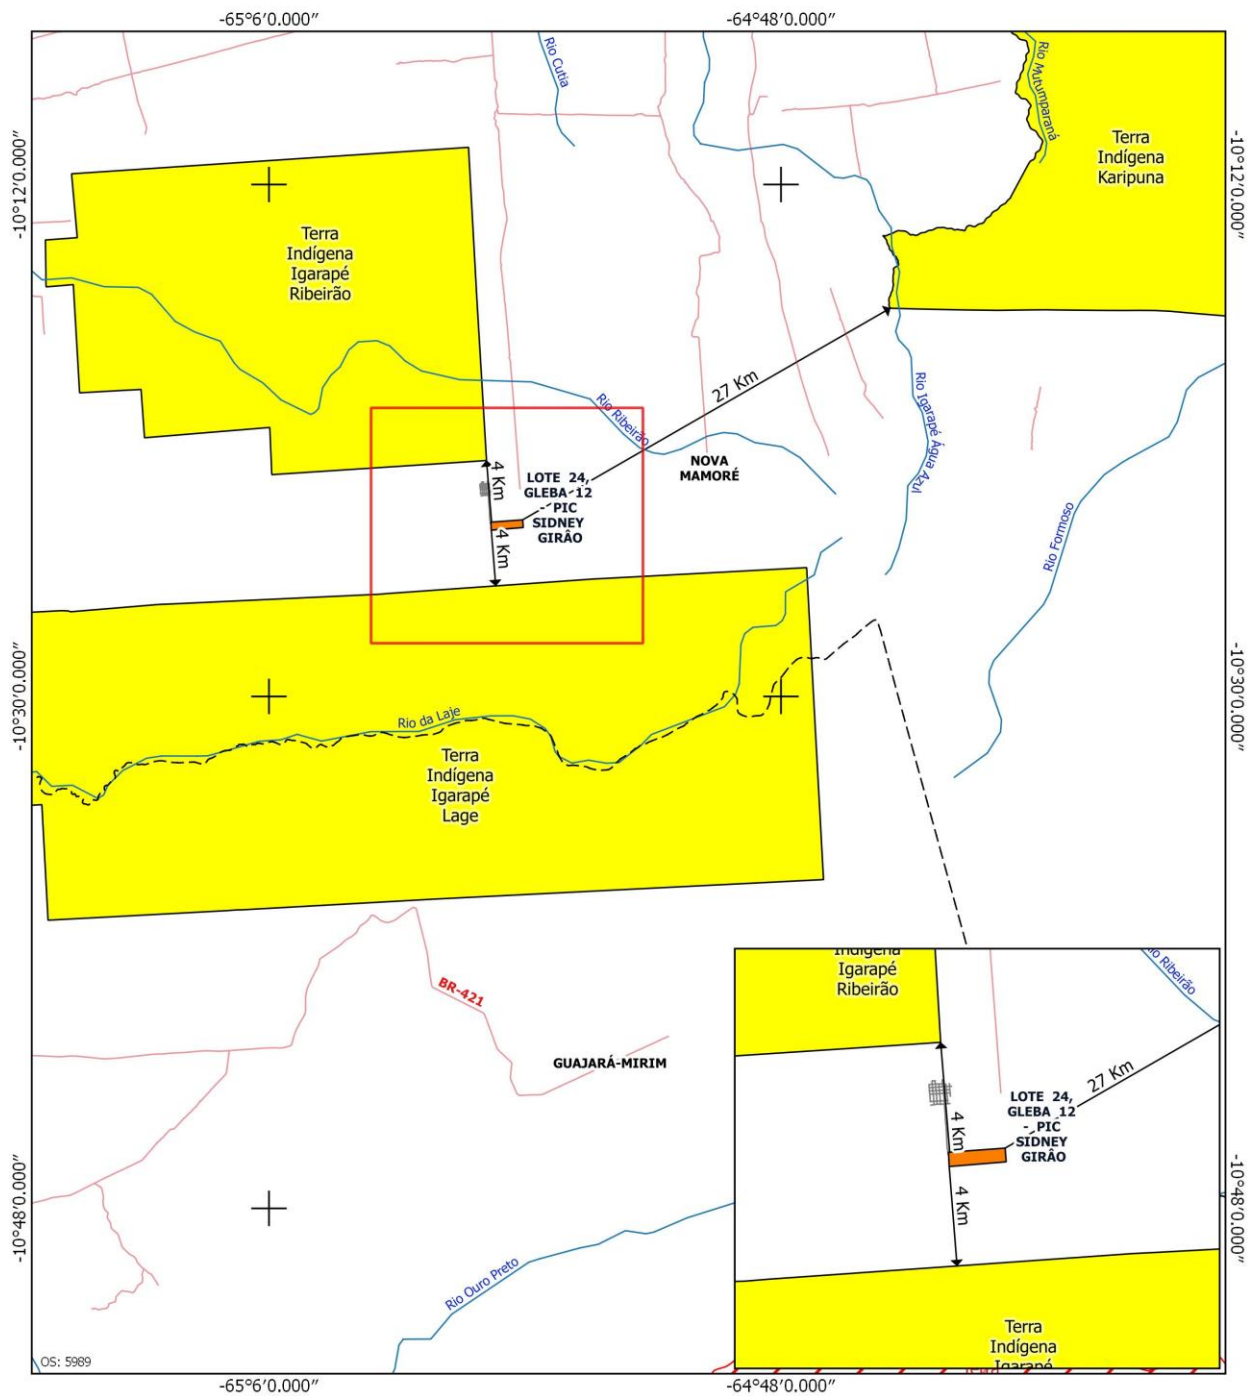 -65°6'0.000"
-64°48'0.000"
-10°12'0.000"
-10°12'0.000"
Rio Cutia
Rio Mutumparaná
Terra
Indígena
Karipuna
Terra
Indígena
Igarapé
Ribeirão
27 Km
Rio Ribeirão
Rio Igarapé Água Azul
NOVA
MAMORÉ
4 Km
LOTE 24,
GLEBA 12
- PIC
SIDNEY
GIRÂO
4 Km
Rio Formoso
-10°30'0.000"
-10°30'0.000"
Rio da Laje
Terra
Indígena
Igarapé
Lage
BR-421
GUAJARÁ-MIRIM
Indígena
Igarapé
Ribeirão
Rio Ribeirão
27 Km
LOTE 24,
GLEBA 12
- PIC
SIDNEY
GIRÂO
4 Km
4 Km
Terra
Indígena
Igarapé
-10°48'0.000"
-10°48'0.000"
Rio Ouro Preto
OS: 5989
-65°6'0.000"
-64°48'0.000"